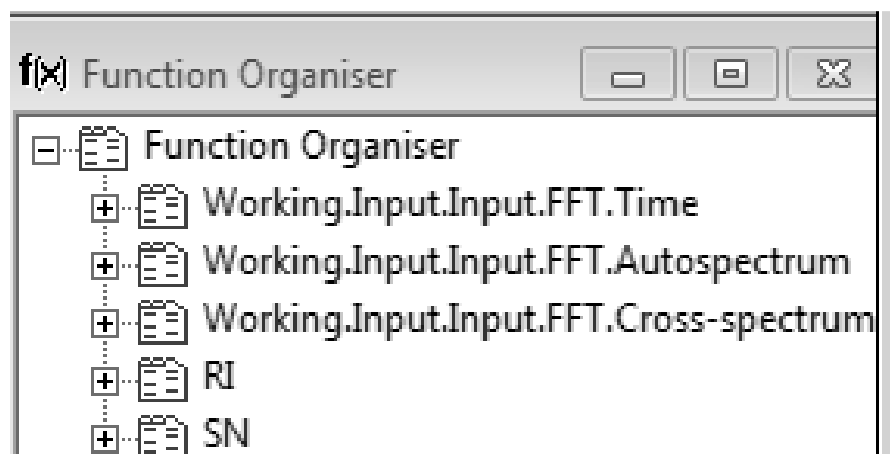 f(x) Function Organiser
Function Organiser
Working.Input.Input.FFT.Time
Working.Input.Input.FFT.Autospectrum
Working.Input.Input.FFT.Cross-spectrum
RI
SN